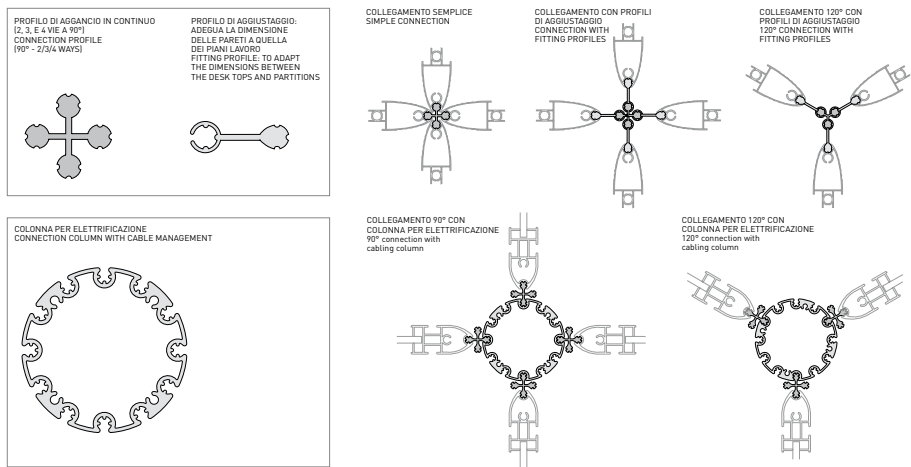 PROFILO DI AGGANCIO IN CONTINUO
(2, 3, E 4 VIE A 90°)
CONNECTION PROFILE
(90° - 2/3/4 WAYS)
PROFILO DI AGGIUSTAGGIO:
ADEGUA LA DIMENSIONE
DELLE PARETI A QUELLA
DEI PIANI LAVORO
FITTING PROFILE: TO ADAPT
THE DIMENSIONS BETWEEN
THE DESK TOPS AND PARTITIONS
COLLEGAMENTO SEMPLICE
SIMPLE CONNECTION
COLLEGAMENTO CON PROFILI
DI AGGIUSTAGGIO
CONNECTION WITH
FITTING PROFILES
COLLEGAMENTO 120° CON
PROFILI DI AGGIUSTAGGIO
120° CONNECTION WITH
FITTING PROFILES
COLONNA PER ELETTRIFICAZIONE
CONNECTION COLUMN WITH CABLE MANAGEMENT
COLLEGAMENTO 90° CON
COLONNA PER ELETTRIFICAZIONE
90° connection with
cabling column
COLLEGAMENTO 120° CON
COLONNA PER ELETTRIFICAZIONE
120° connection with
cabling column